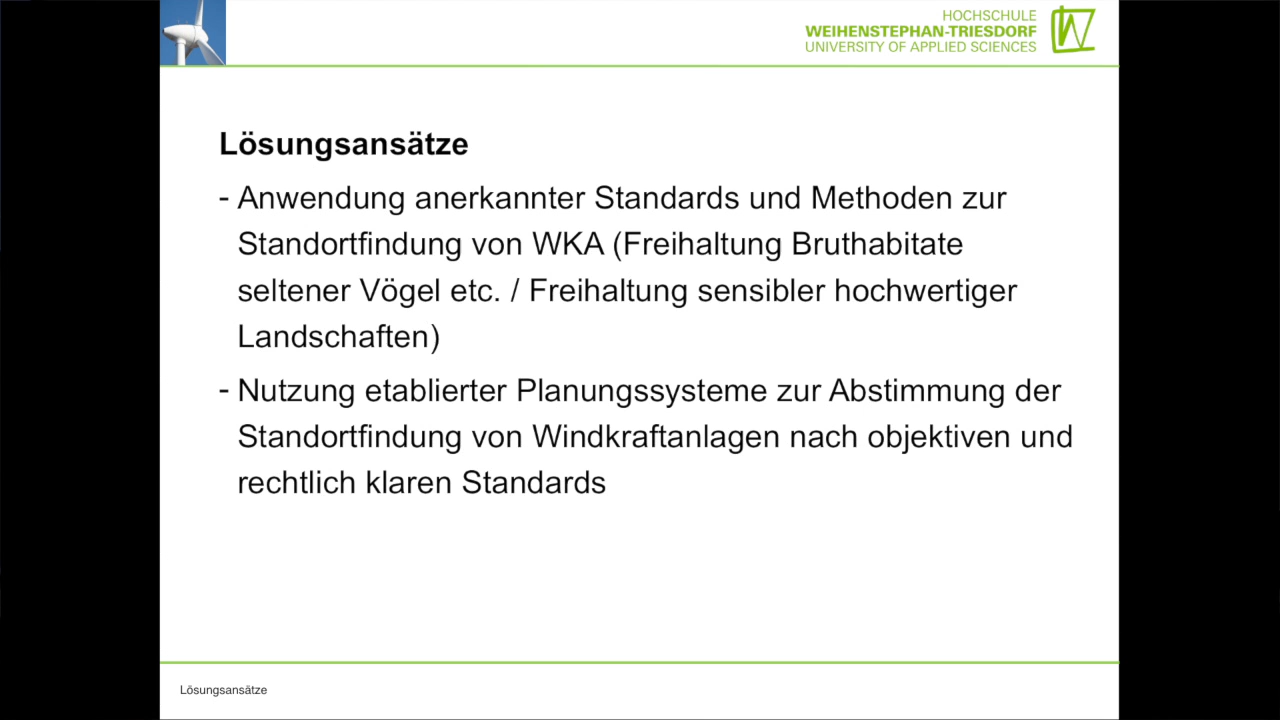 HOCHSCHULE
WEIHENSTEPHAN-TRIESDORF
UNIVERSITY OF APPLIED SCIENCES
Lösungsansätze
- Anwendung anerkannter Standards und Methoden zur
Standortfindung von WKA (Freihaltung Bruthabitate
seltener Vögel etc. / Freihaltung sensibler hochwertiger
Landschaften)
- Nutzung etablierter Planungssysteme zur Abstimmung der
Standortfindung von Windkraftanlagen nach objektiven und
rechtlich klaren Standards
Lösungsansätze